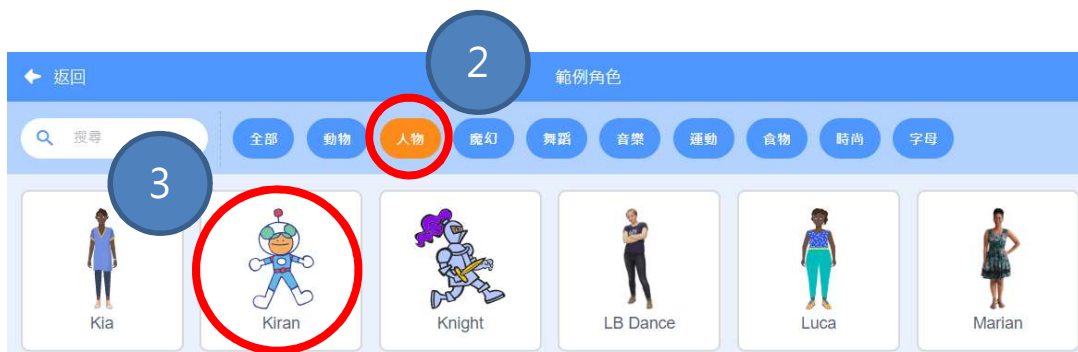 2
返回 範例角色
搜尋 全部 動物 人物 魔幻 舞蹈 音樂 運動 食物 時尚 字母
3
Kia Kiran Knight LB Dance Luca Marian